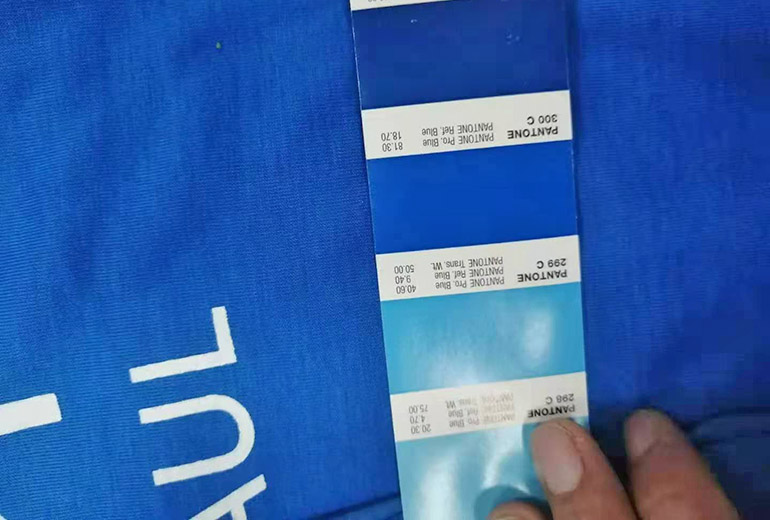 PANTONE PANTONE Pro. Blue 20.30
298 C PANTONE Ref. Blue 4.70
PANTONE Trans. Wt. 75.00
PANTONE PANTONE Pro. Blue 40.60
299 C PANTONE Ref. Blue 9.40
PANTONE Trans. Wt. 50.00
PANTONE PANTONE Pro. Blue 81.30
300 C PANTONE Ref. Blue 18.70
AUL